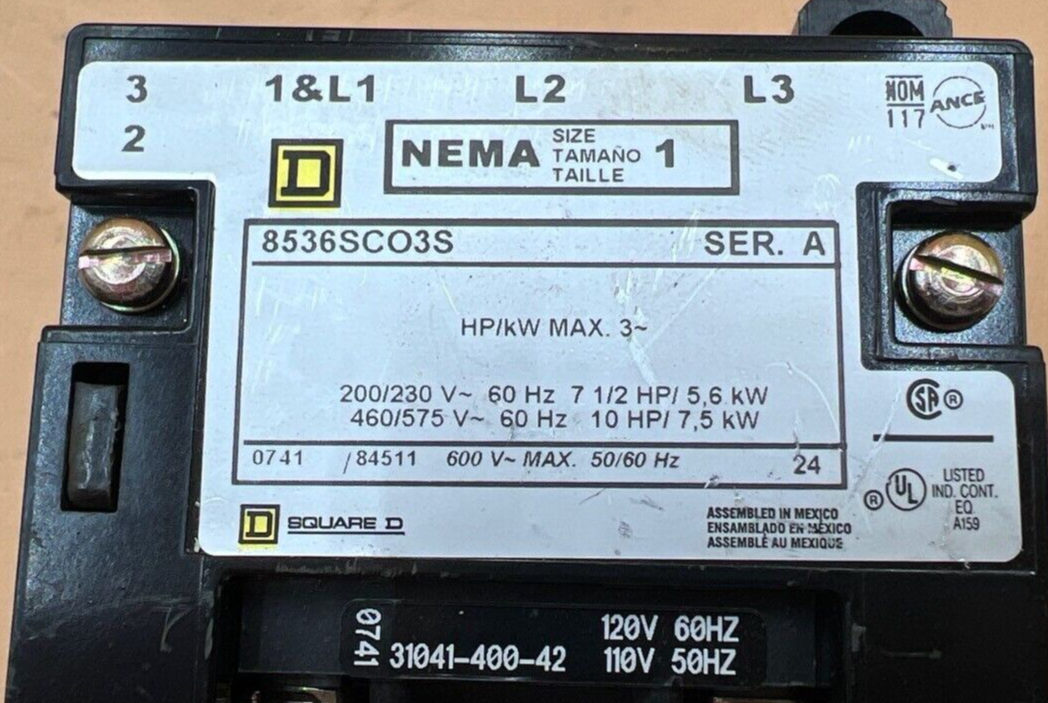 3 1&L1 L2 L3
2
NOM
117
ANCE
D
NEMA SIZE
TAMAÑO
TAILLE 1
8536SCO3S SER. A
HP/kW MAX. 3~
200/230 V~ 60 Hz 7 1/2 HP/ 5,6 kW
460/575 V~ 60 Hz 10 HP/ 7,5 kW
0741 /84511 600 V~ MAX. 50/60 Hz 24
D SQUARE D
ASSEMBLED IN MEXICO
ENSAMBLADO EN MÉXICO
ASSEMBLÉ AU MEXIQUE
SA ®
® UL
LISTED
IND. CONT.
EQ.
A159
0741
120V 60HZ
31041-400-42 110V 50HZ